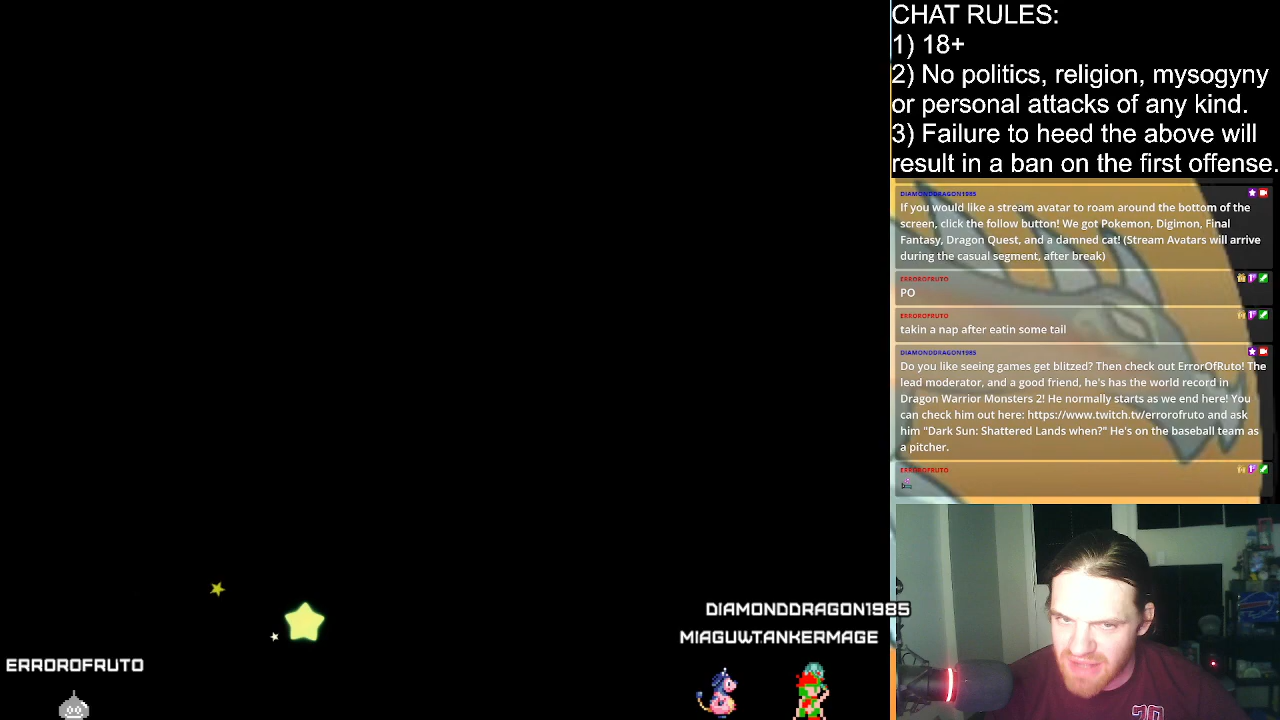 CHAT RULES:
1) 18+
2) No politics, religion, mysogyny
or personal attacks of any kind.
3) Failure to heed the above will
result in a ban on the first offense.
DIAMONDDRAGON1985
If you would like a stream avatar to roam around the bottom of the
screen, click the follow button! We got Pokemon, Digimon, Final
Fantasy, Dragon Quest, and a damned cat! (Stream Avatars will arrive
during the casual segment, after break)
ERROROFRUTO
PO
ERROROFRUTO
takin a nap after eatin some tail
DIAMONDDRAGON1985
Do you like seeing games get blitzed? Then check out ErrorOfRuto! The
lead moderator, and a good friend, he's has the world record in
Dragon Warrior Monsters 2! He normally starts as we end here! You
can check him out here: https://www.twitch.tv/errorofruto and ask
him "Dark Sun: Shattered Lands when?" He's on the baseball team as
a pitcher.
ERROROFRUTO
DIAMONDDRAGON1985
MIAGUWTANKERMAGE
ERROROFRUTO